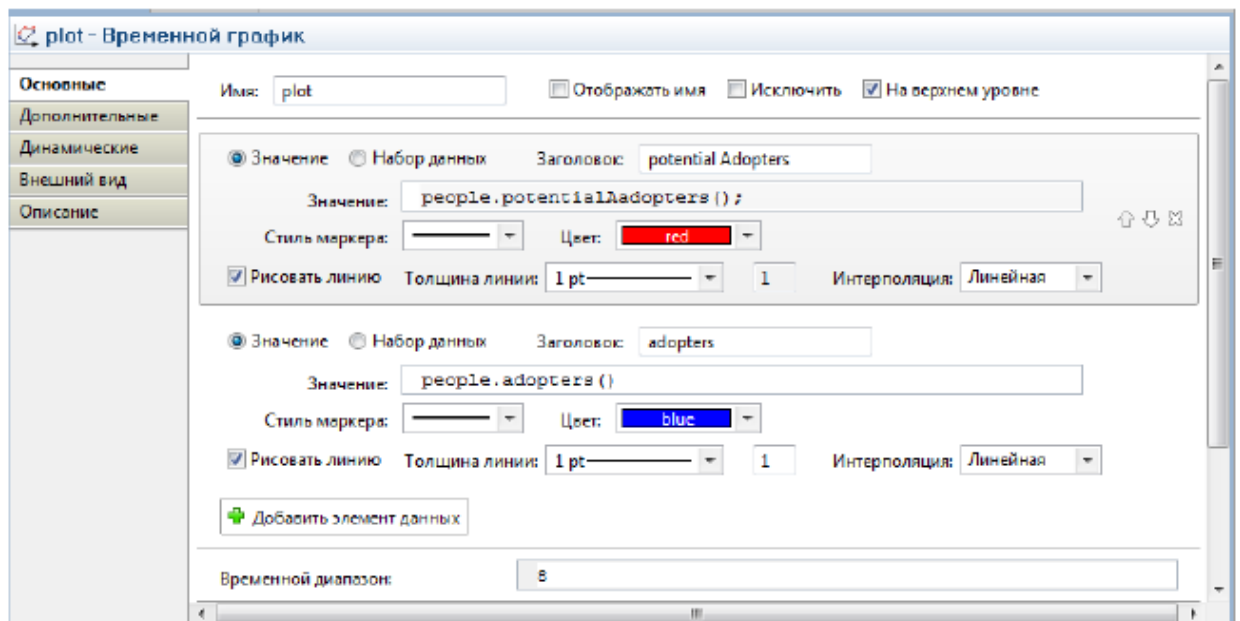 plot - Временной график
Основные
Дополнительные
Динамические
Внешний вид
Описание
Имя: plot Отображать имя Исключить На верхнем уровне
Значение Набор данных Заголовок: potential Adopters
Значение: people.potentialAadopters();
Стиль маркера: Цвет: red
Рисовать линию Толщина линии: 1 pt 1 Интерполяция: Линейная
Значение Набор данных Заголовок: adopters
Значение: people.adopters()
Стиль маркера: Цвет: blue
Рисовать линию Толщина линии: 1 pt 1 Интерполяция: Линейная
Добавить элемент данных
Временной диапазон: 8